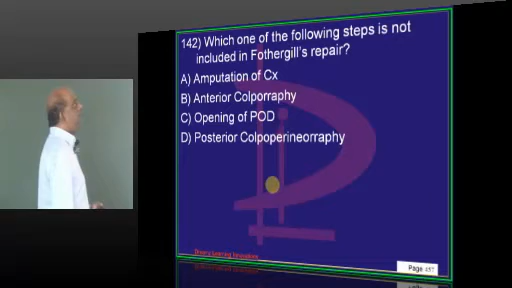 142) Which one of the following steps is not
included in Fothergill's repair?
A) Amputation of Cx
B) Anterior Colporraphy
C) Opening of POD
D) Posterior Colpoperineorraphy
Page 457